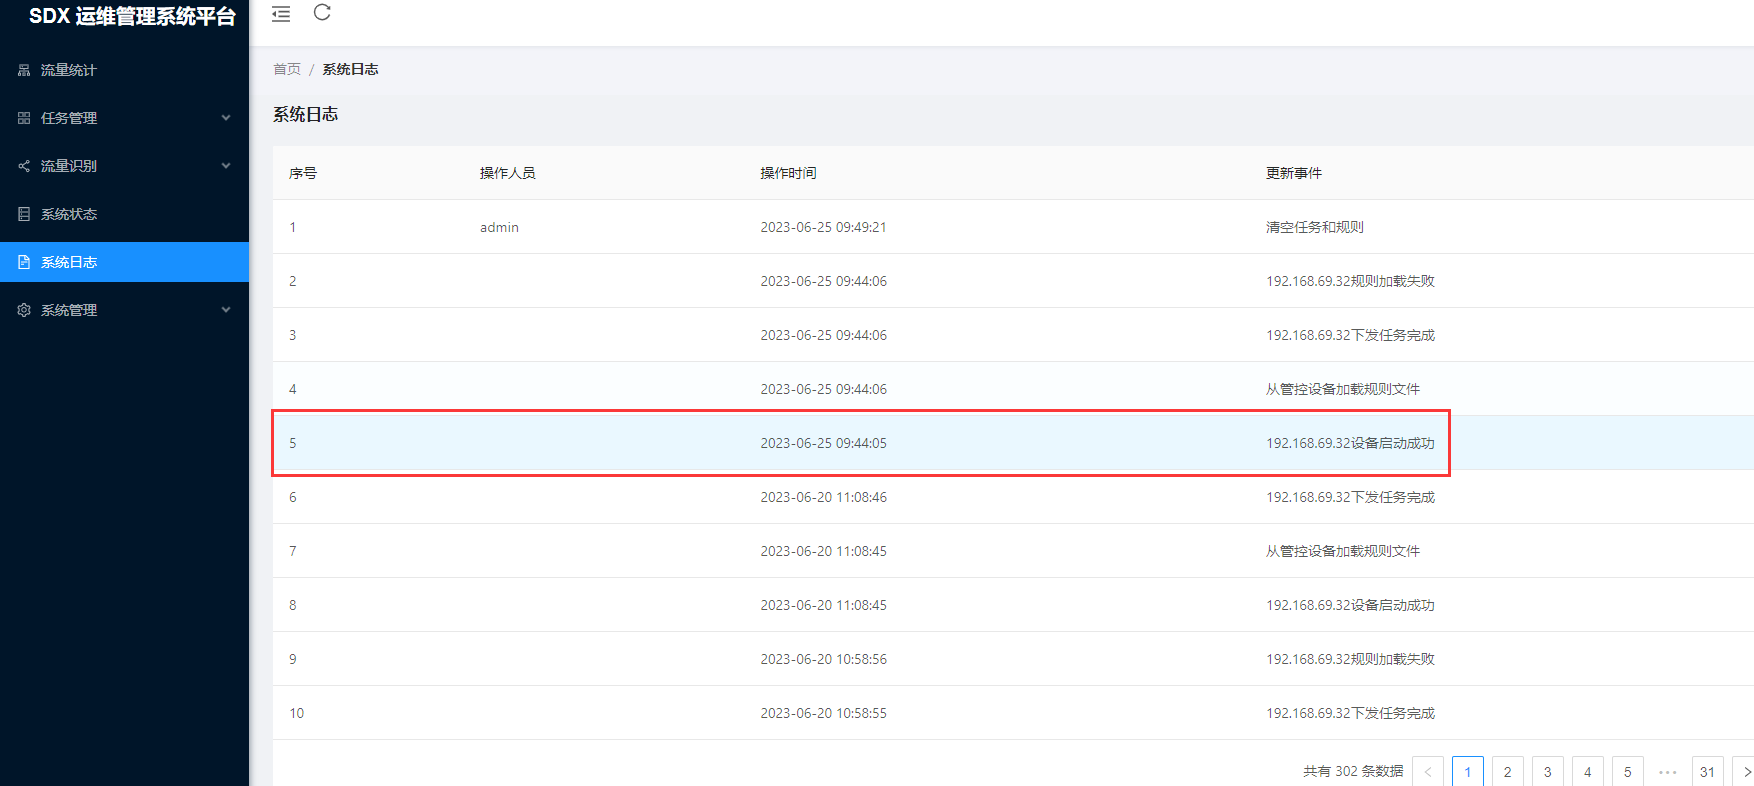 SDX 运维管理系统平台
流量统计
任务管理
流量识别
系统状态
系统日志
系统管理
首页 / 系统日志
系统日志
序号 操作人员 操作时间 更新事件
1 admin 2023-06-25 09:49:21 清空任务和规则
2 2023-06-25 09:44:06 192.168.69.32规则加载失败
3 2023-06-25 09:44:06 192.168.69.32下发任务完成
4 2023-06-25 09:44:06 从管控设备加载规则文件
5 2023-06-25 09:44:05 192.168.69.32设备启动成功
6 2023-06-20 11:08:46 192.168.69.32下发任务完成
7 2023-06-20 11:08:45 从管控设备加载规则文件
8 2023-06-20 11:08:45 192.168.69.32设备启动成功
9 2023-06-20 10:58:56 192.168.69.32规则加载失败
10 2023-06-20 10:58:55 192.168.69.32下发任务完成
共有 302 条数据 < 1 2 3 4 5 ••• 31 >